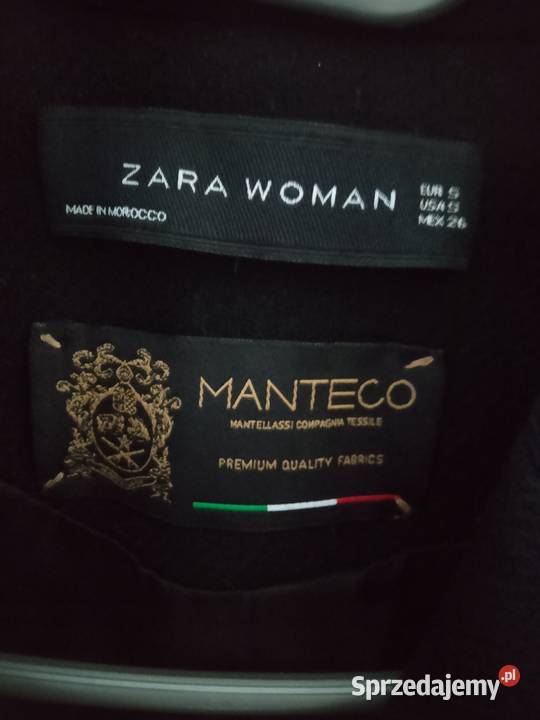 ZARA WOMAN
EUR S
USA S
MEX 26
MADE IN MOROCCO
MANTECO
MANTELLASSI COMPAGNIA TESSILE
PREMIUM QUALITY FABRICS
Sprzedajemy.pl